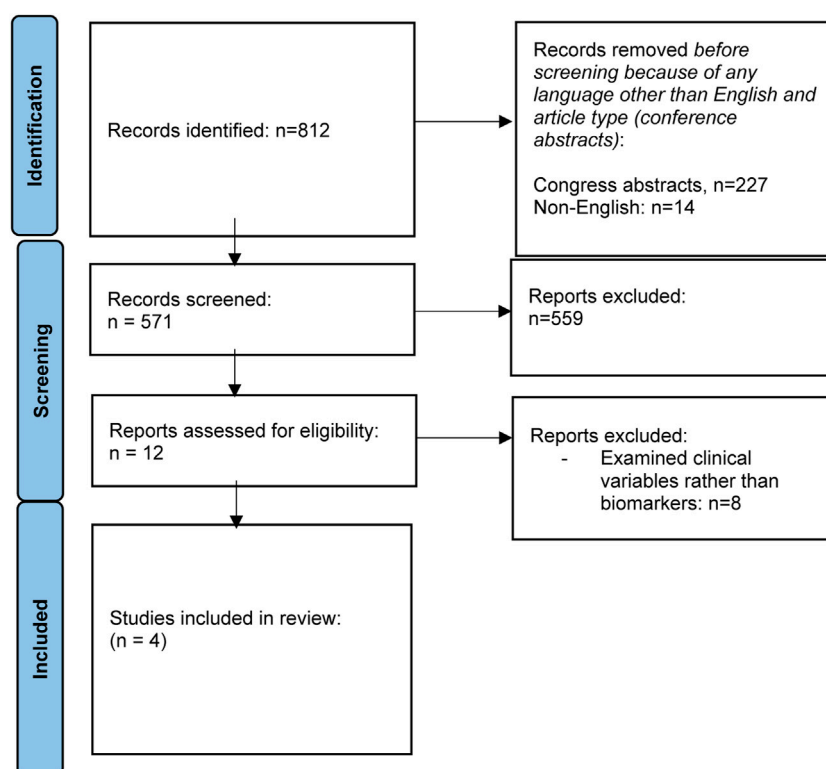 Identification
Records identified: n=812
Records removed before
screening because of any
language other than English and
article type (conference
abstracts):
Congress abstracts, n=227
Non-English: n=14
Screening
Records screened:
n = 571
Reports excluded:
n=559
Reports assessed for eligibility:
n = 12
Reports excluded:
- Examined clinical
variables rather than
biomarkers: n=8
Included
Studies included in review:
(n = 4)